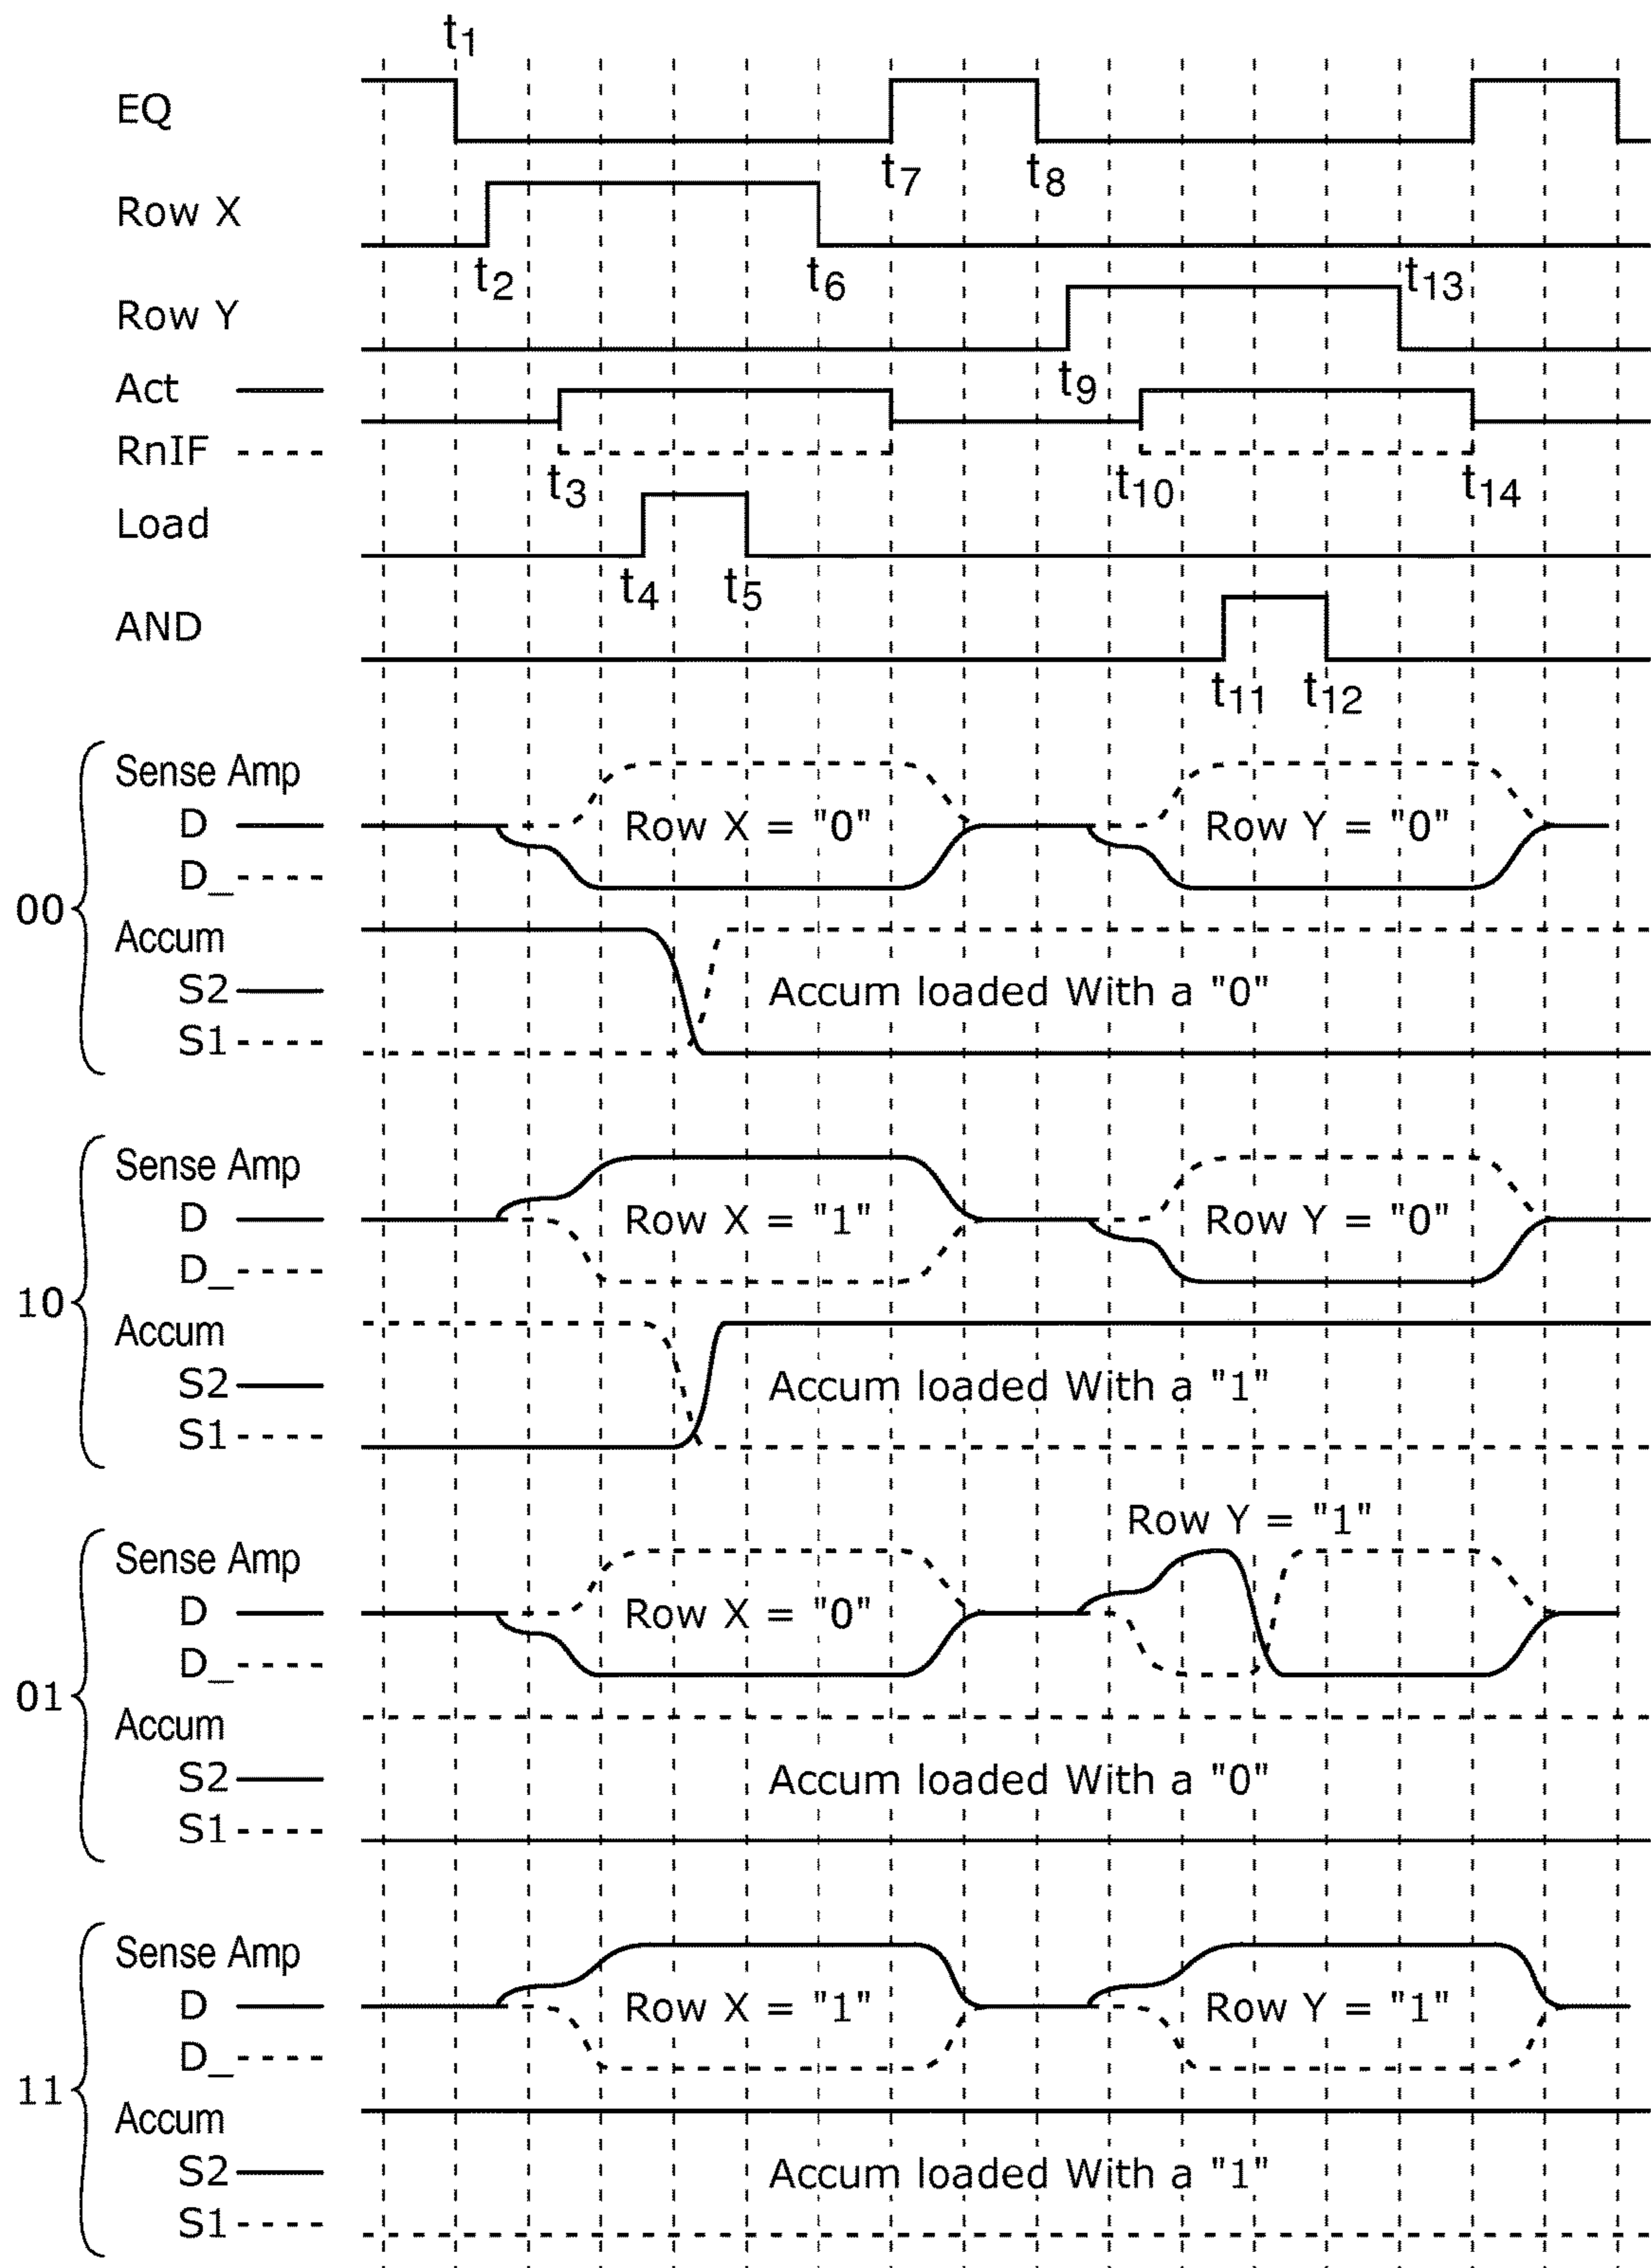 t1
EQ
t7 t8
Row X
t2 t6 t13
Row Y
t9
Act
RnIF
t3 t10 t14
Load
t4 t5
AND
t11 t12
00
Sense Amp
D Row X = "0" Row Y = "0"
D_
Accum
S2 Accum loaded With a "0"
S1
10
Sense Amp
D Row X = "1" Row Y = "0"
D_
Accum
S2 Accum loaded With a "1"
S1
Row Y = "1"
01
Sense Amp
D Row X = "0"
D_
Accum
S2 Accum loaded With a "0"
S1
11
Sense Amp
D Row X = "1" Row Y = "1"
D_
Accum
S2 Accum loaded With a "1"
S1